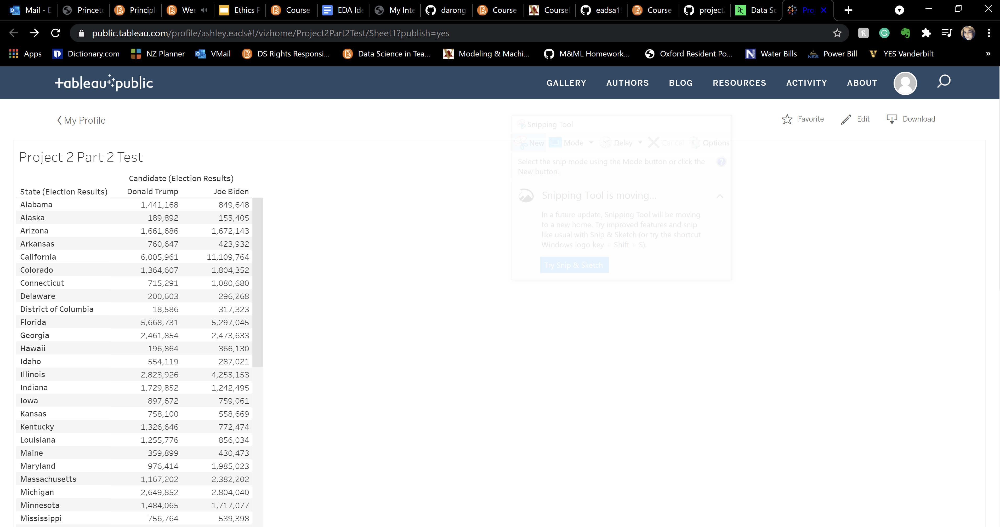 Mail - E Princeto Principl Wee Ethics P Course EDA Ide My Inte darong Course Coursel eadsa19 Course project2 Data Sc Pro
public.tableau.com/profile/ashley.eads#!/vizhome/Project2Part2Test/Sheet1?publish=yes
Apps Dictionary.com NZ Planner VMail DS Rights Responsi... Data Science in Tea... Modeling & Machi... M&ML Homework... Oxford Resident Po... Water Bills NES Power Bill YES Vanderbilt »
+ableau public GALLERY AUTHORS BLOG RESOURCES ACTIVITY ABOUT
My Profile Favorite Edit Download
Snipping Tool
New Mode Delay Cancel Options
Select the snip mode using the Mode button or click the
New button.
Snipping Tool is moving...
In a future update, Snipping Tool will be moving
to a new home. Try improved features and snip
like usual with Snip & Sketch (or try the shortcut
Windows logo key + Shift + S).
Try Snip & Sketch
Project 2 Part 2 Test
Candidate (Election Results)
State (Election Results) Donald Trump Joe Biden
Alabama 1,441,168 849,648
Alaska 189,892 153,405
Arizona 1,661,686 1,672,143
Arkansas 760,647 423,932
California 6,005,961 11,109,764
Colorado 1,364,607 1,804,352
Connecticut 715,291 1,080,680
Delaware 200,603 296,268
District of Columbia 18,586 317,323
Florida 5,668,731 5,297,045
Georgia 2,461,854 2,473,633
Hawaii 196,864 366,130
Idaho 554,119 287,021
Illinois 2,823,926 4,253,153
Indiana 1,729,852 1,242,495
Iowa 897,672 759,061
Kansas 758,100 558,669
Kentucky 1,326,646 772,474
Louisiana 1,255,776 856,034
Maine 359,899 430,473
Maryland 976,414 1,985,023
Massachusetts 1,167,202 2,382,202
Michigan 2,649,852 2,804,040
Minnesota 1,484,065 1,717,077
Mississippi 756,764 539,398